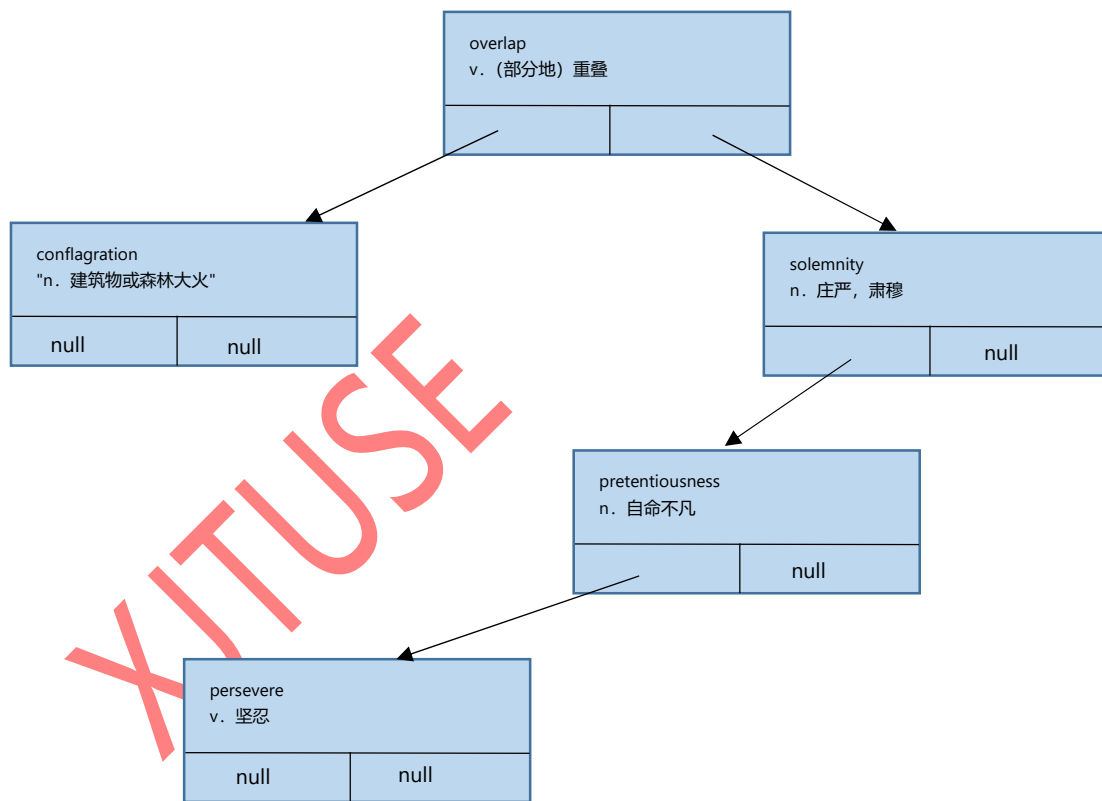 overlap
v. (部分地) 重叠
conflagration
"n. 建筑物或森林大火"
null null
solemnity
n. 庄严，肃穆
null
pretentiousness
n. 自命不凡
null
persevere
v. 坚忍
null null
XJTUSE